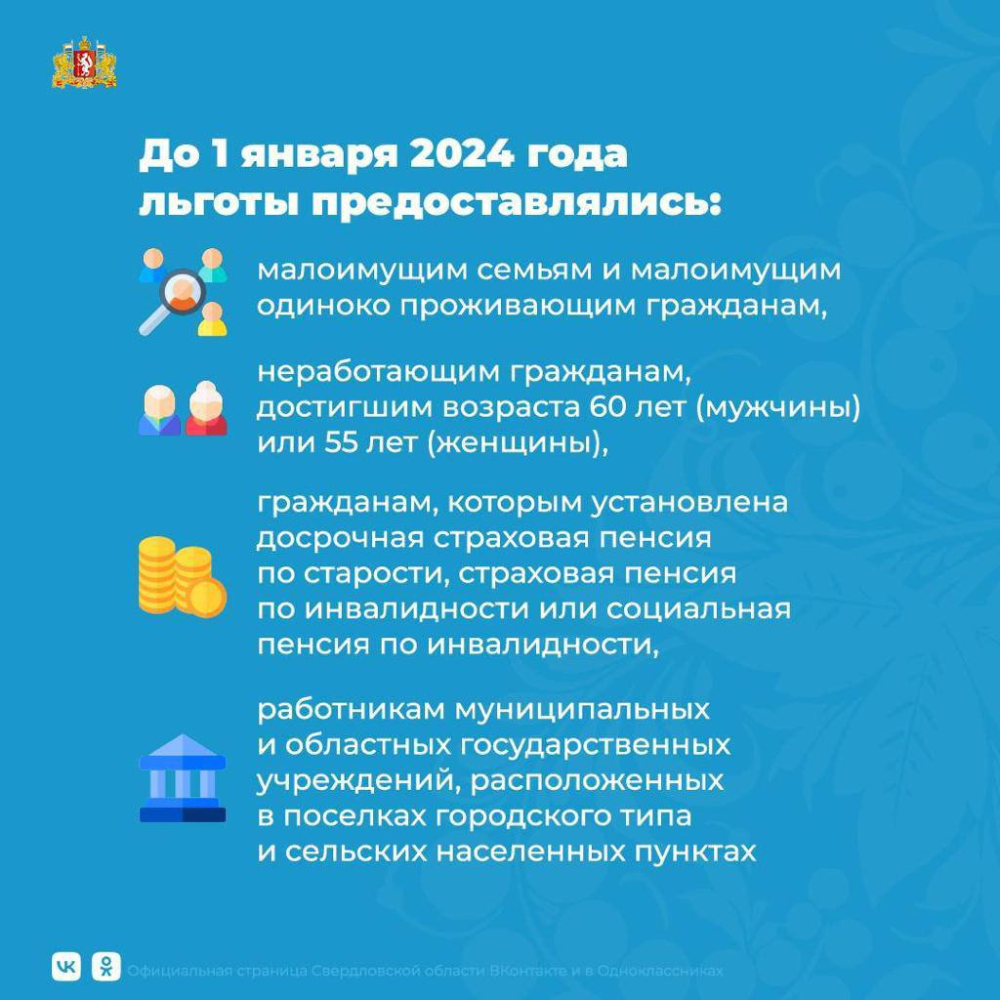 До 1 января 2024 года
льготы предоставлялись:
малоимущим семьям и малоимущим
одиноко проживающим гражданам,
неработающим гражданам,
достигшим возраста 60 лет (мужчины)
или 55 лет (женщины),
гражданам, которым установлена
досрочная страховая пенсия
по старости, страховая пенсия
по инвалидности или социальная
пенсия по инвалидности,
работникам муниципальных
и областных государственных
учреждений, расположенных
в поселках городского типа
и сельских населенных пунктах
Официальная страница Свердловской области ВКонтакте и в Одноклассниках